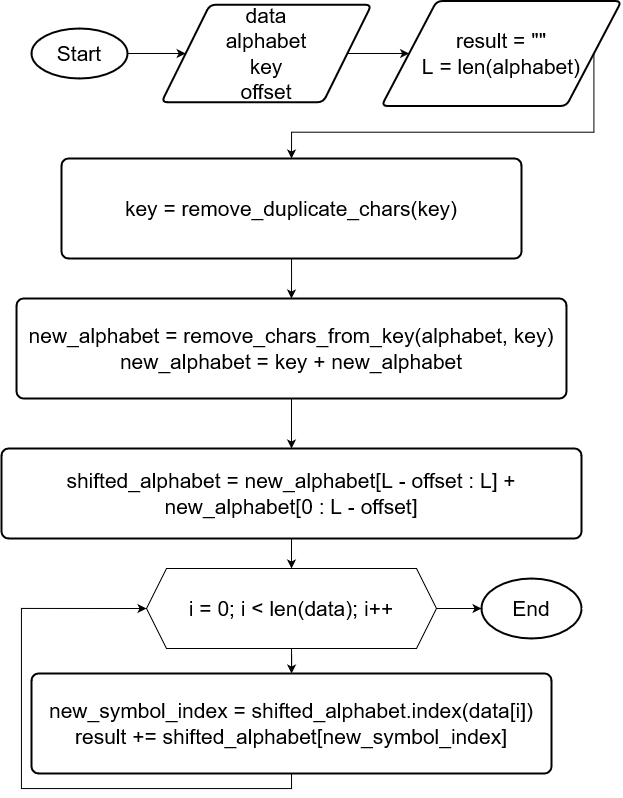 Start
data
alphabet
key
offset
result = ""
L = len(alphabet)
key = remove_duplicate_chars(key)
new_alphabet = remove_chars_from_key(alphabet, key)
new_alphabet = key + new_alphabet
shifted_alphabet = new_alphabet[L - offset : L] +
new_alphabet[0 : L - offset]
i = 0; i < len(data); i++
End
new_symbol_index = shifted_alphabet.index(data[i])
result += shifted_alphabet[new_symbol_index]